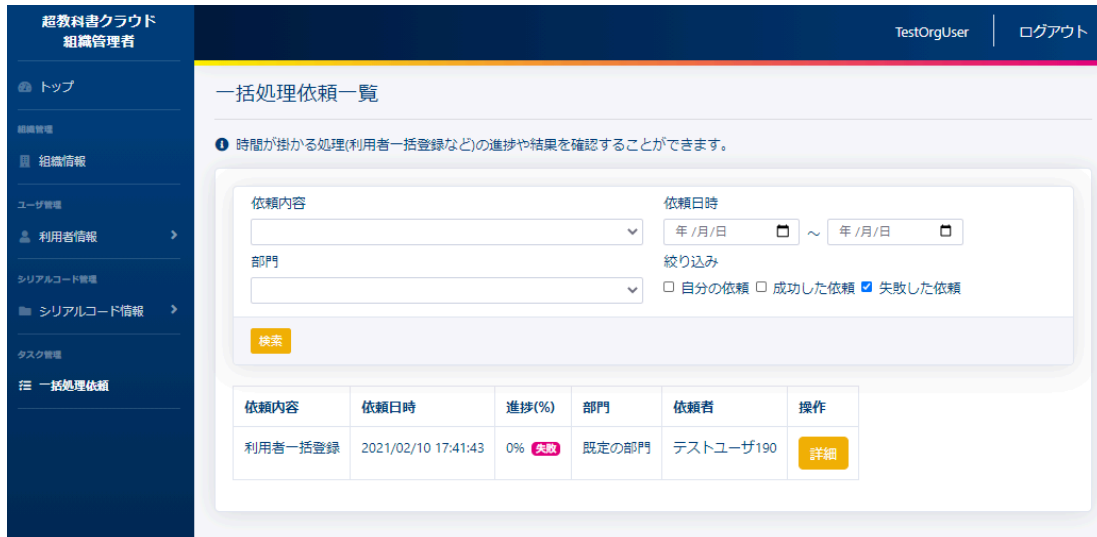 超教科書クラウド
組織管理者
TestOrgUser
ログアウト
トップ
組織管理
組織情報
ユーザ管理
利用者情報
シリアルコード管理
シリアルコード情報
タスク管理
一括処理依頼
一括処理依頼一覧
時間が掛かる処理(利用者一括登録など)の進捗や結果を確認することができます。
依頼内容
依頼日時
年 /月/日 ～ 年 /月/日
部門
絞り込み
自分の依頼 成功した依頼 失敗した依頼
検索
依頼内容 依頼日時 進捗(%) 部門 依頼者 操作
利用者一括登録 2021/02/10 17:41:43 0% 失敗 既定の部門 テストユーザ190 詳細